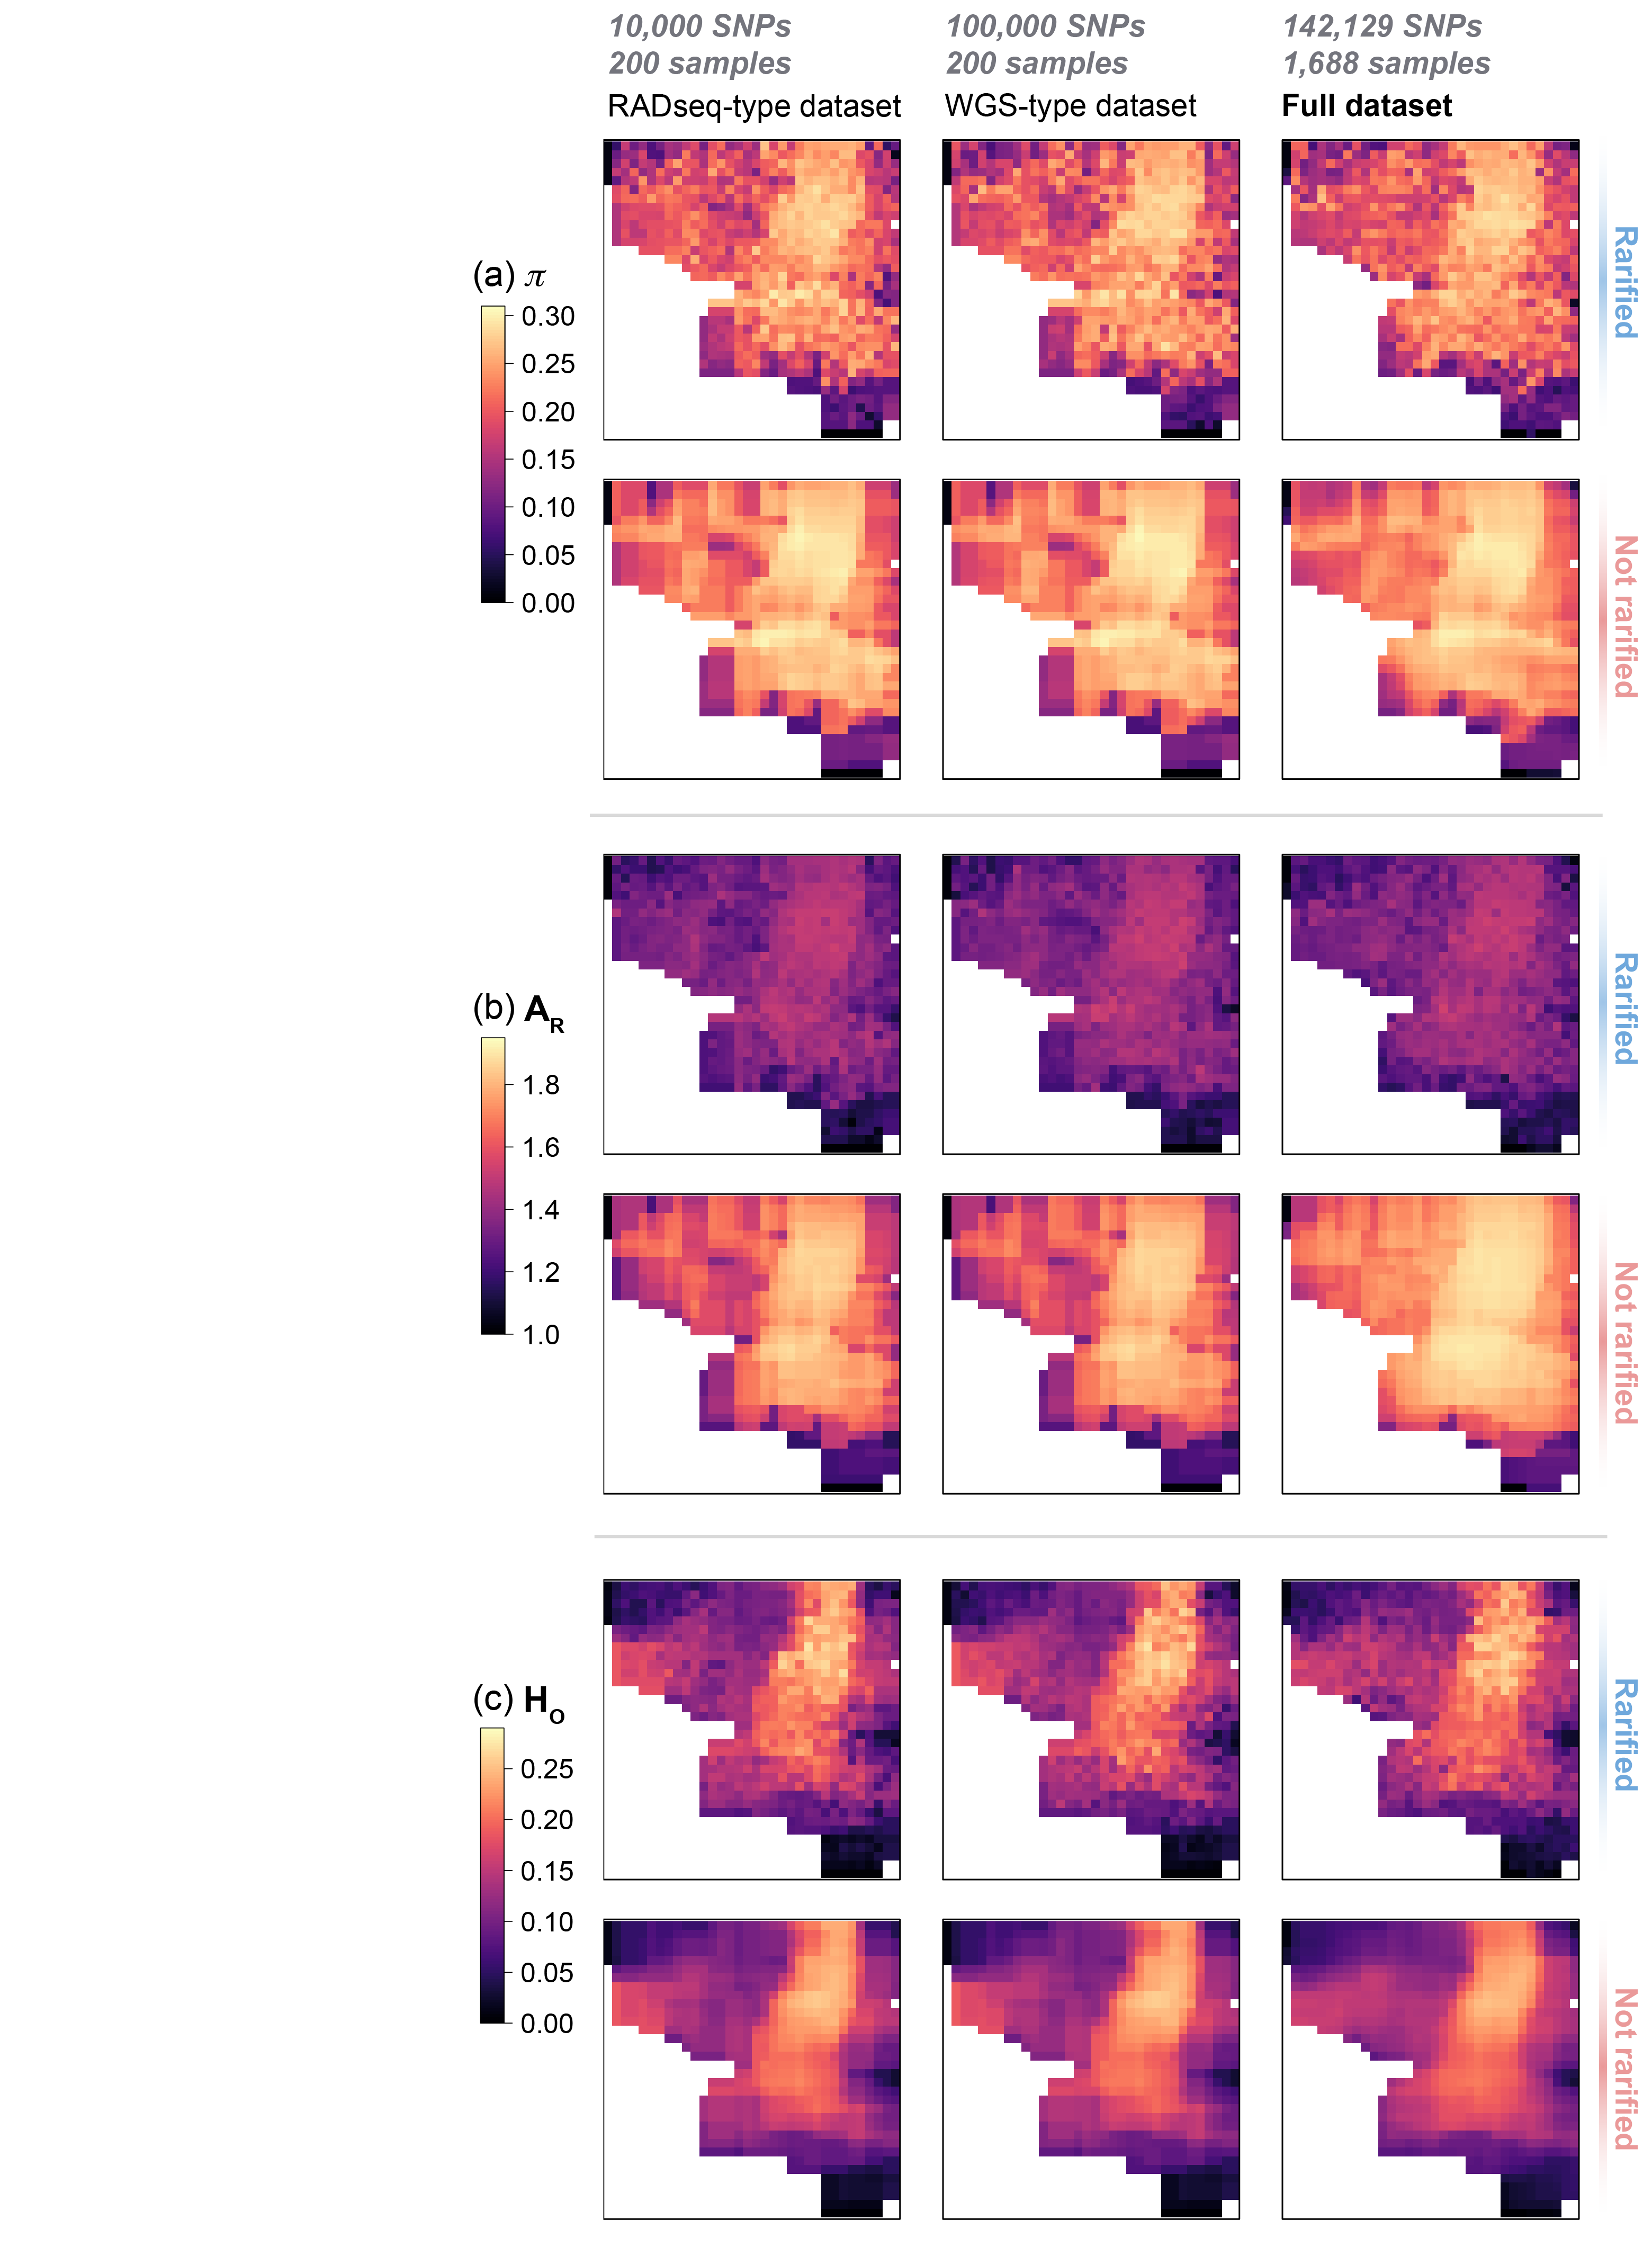 10,000 SNPs
200 samples
RADseq-type dataset
100,000 SNPs
200 samples
WGS-type dataset
142,129 SNPs
1,688 samples
Full dataset
(a) π
0.30
0.25
0.20
0.15
0.10
0.05
0.00
Rarified
Not rarified
(b) AR
1.8
1.6
1.4
1.2
1.0
Rarified
Not rarified
(c) HO
0.25
0.20
0.15
0.10
0.05
0.00
Rarified
Not rarified